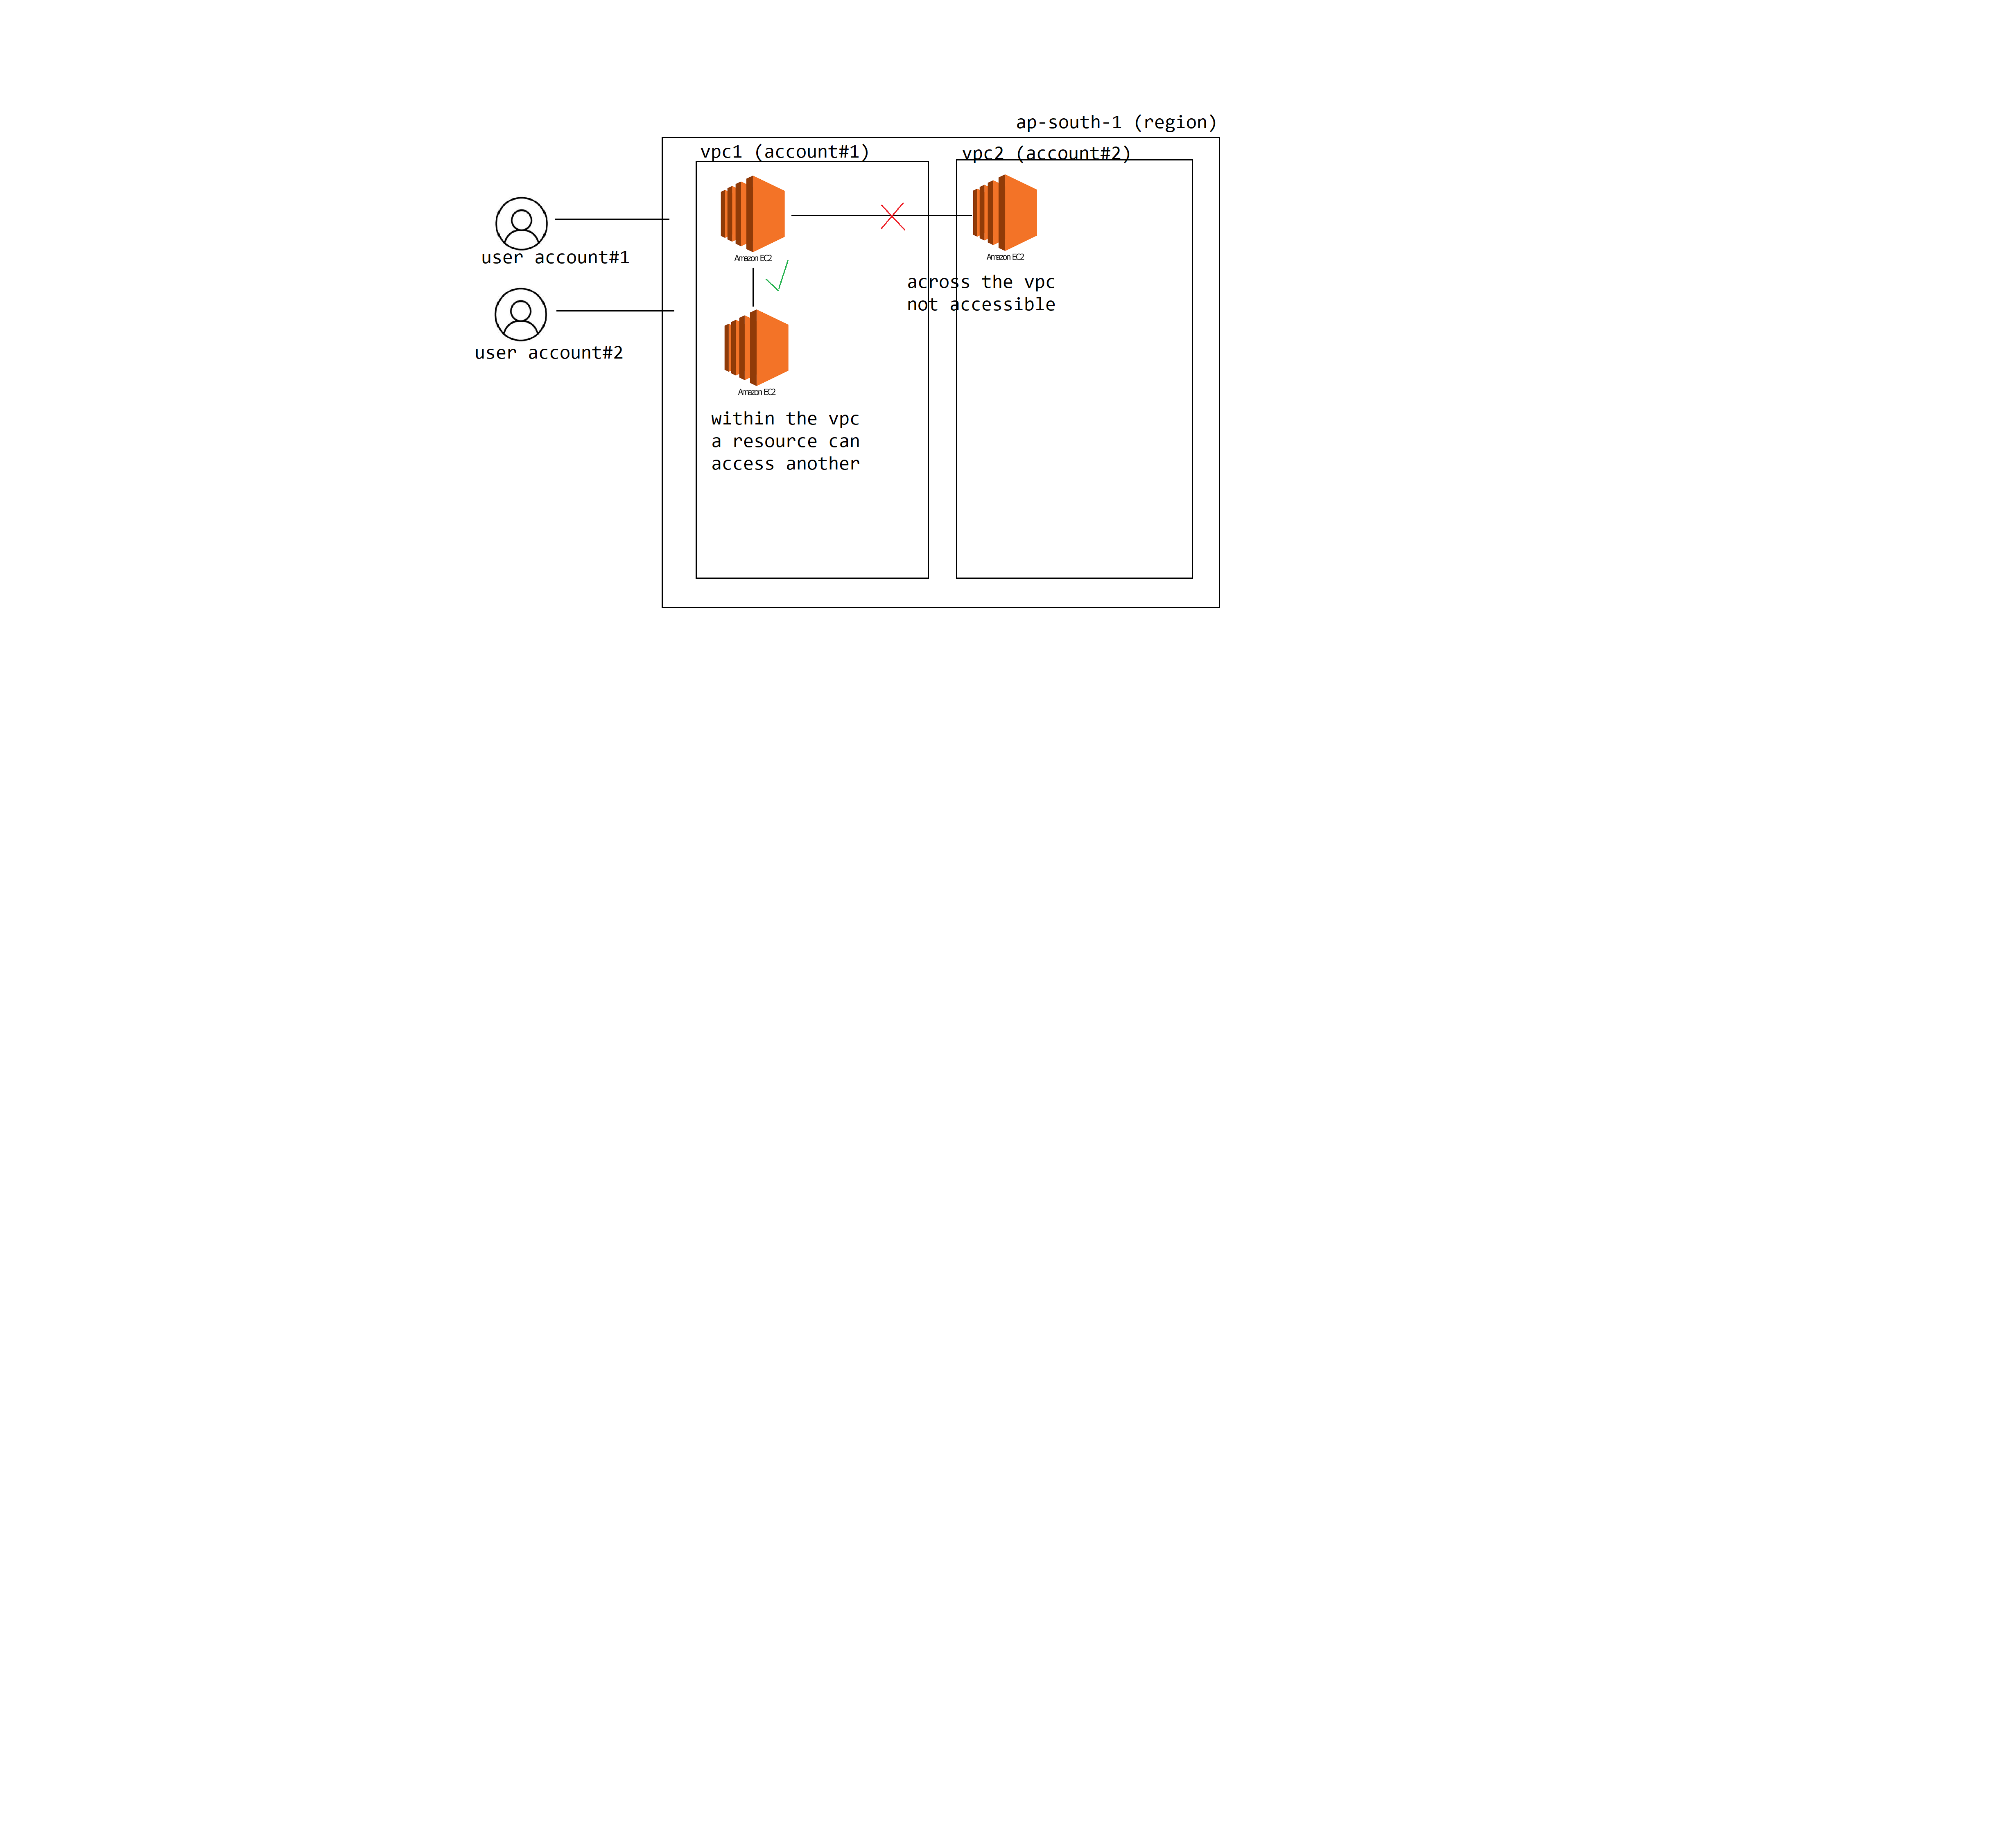 ap-south-1 (region)
vpc1 (account#1)
vpc2 (account#2)
user account#1
user account#2
Amazon EC2
Amazon EC2
across the vpc
not accessible
Amazon EC2
within the vpc
a resource can
access another